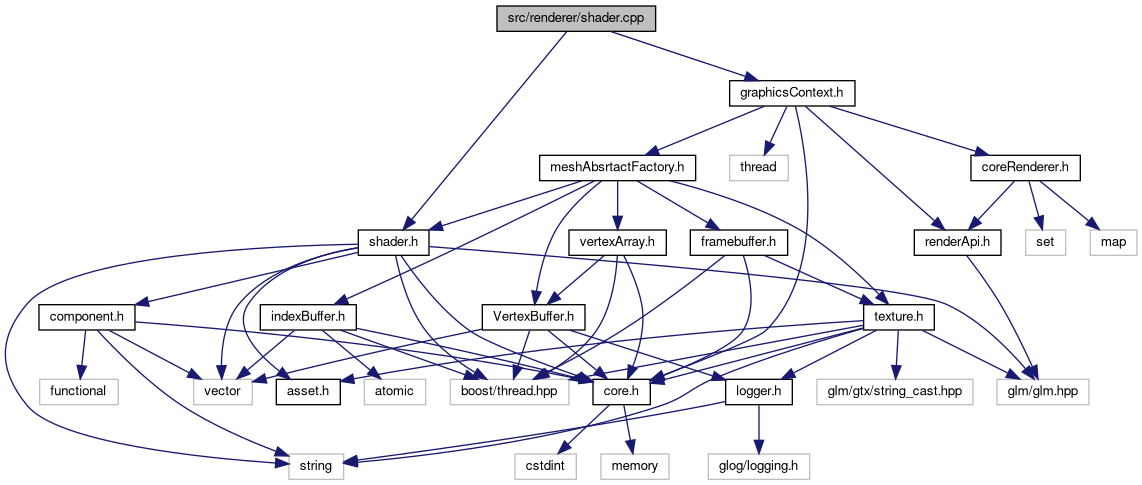 src/renderer/shader.cpp
graphicsContext.h
meshAbsrtactFactory.h
thread
coreRenderer.h
shader.h
vertexArray.h
framebuffer.h
renderApi.h
set
map
component.h
indexBuffer.h
VertexBuffer.h
texture.h
functional
vector
asset.h
atomic
boost/thread.hpp
core.h
logger.h
glm/gtx/string_cast.hpp
glm/glm.hpp
string
cstdint
memory
glog/logging.h